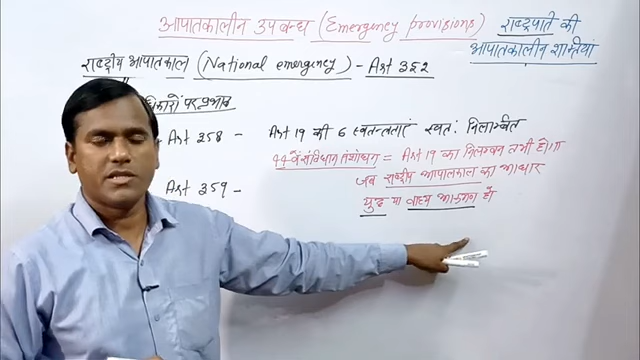 आपातकालीन उपबन्ध (Emergency provisions)
राष्ट्रपति की
आपातकालीन शक्तियां
राष्ट्रीय आपातकाल (National emergency) - Art 352
धिकारों पर प्रभाव
Art 358 - Art 19 की 6 स्वतन्त्रताएं स्वतः निलम्बित
44वें संविधान संशोधन = Art 19 का निलम्बन तभी होगा
जब राष्ट्रीय आपातकाल का आधार
युद्ध या वाह्य आक्रमण हो
Art 359 -